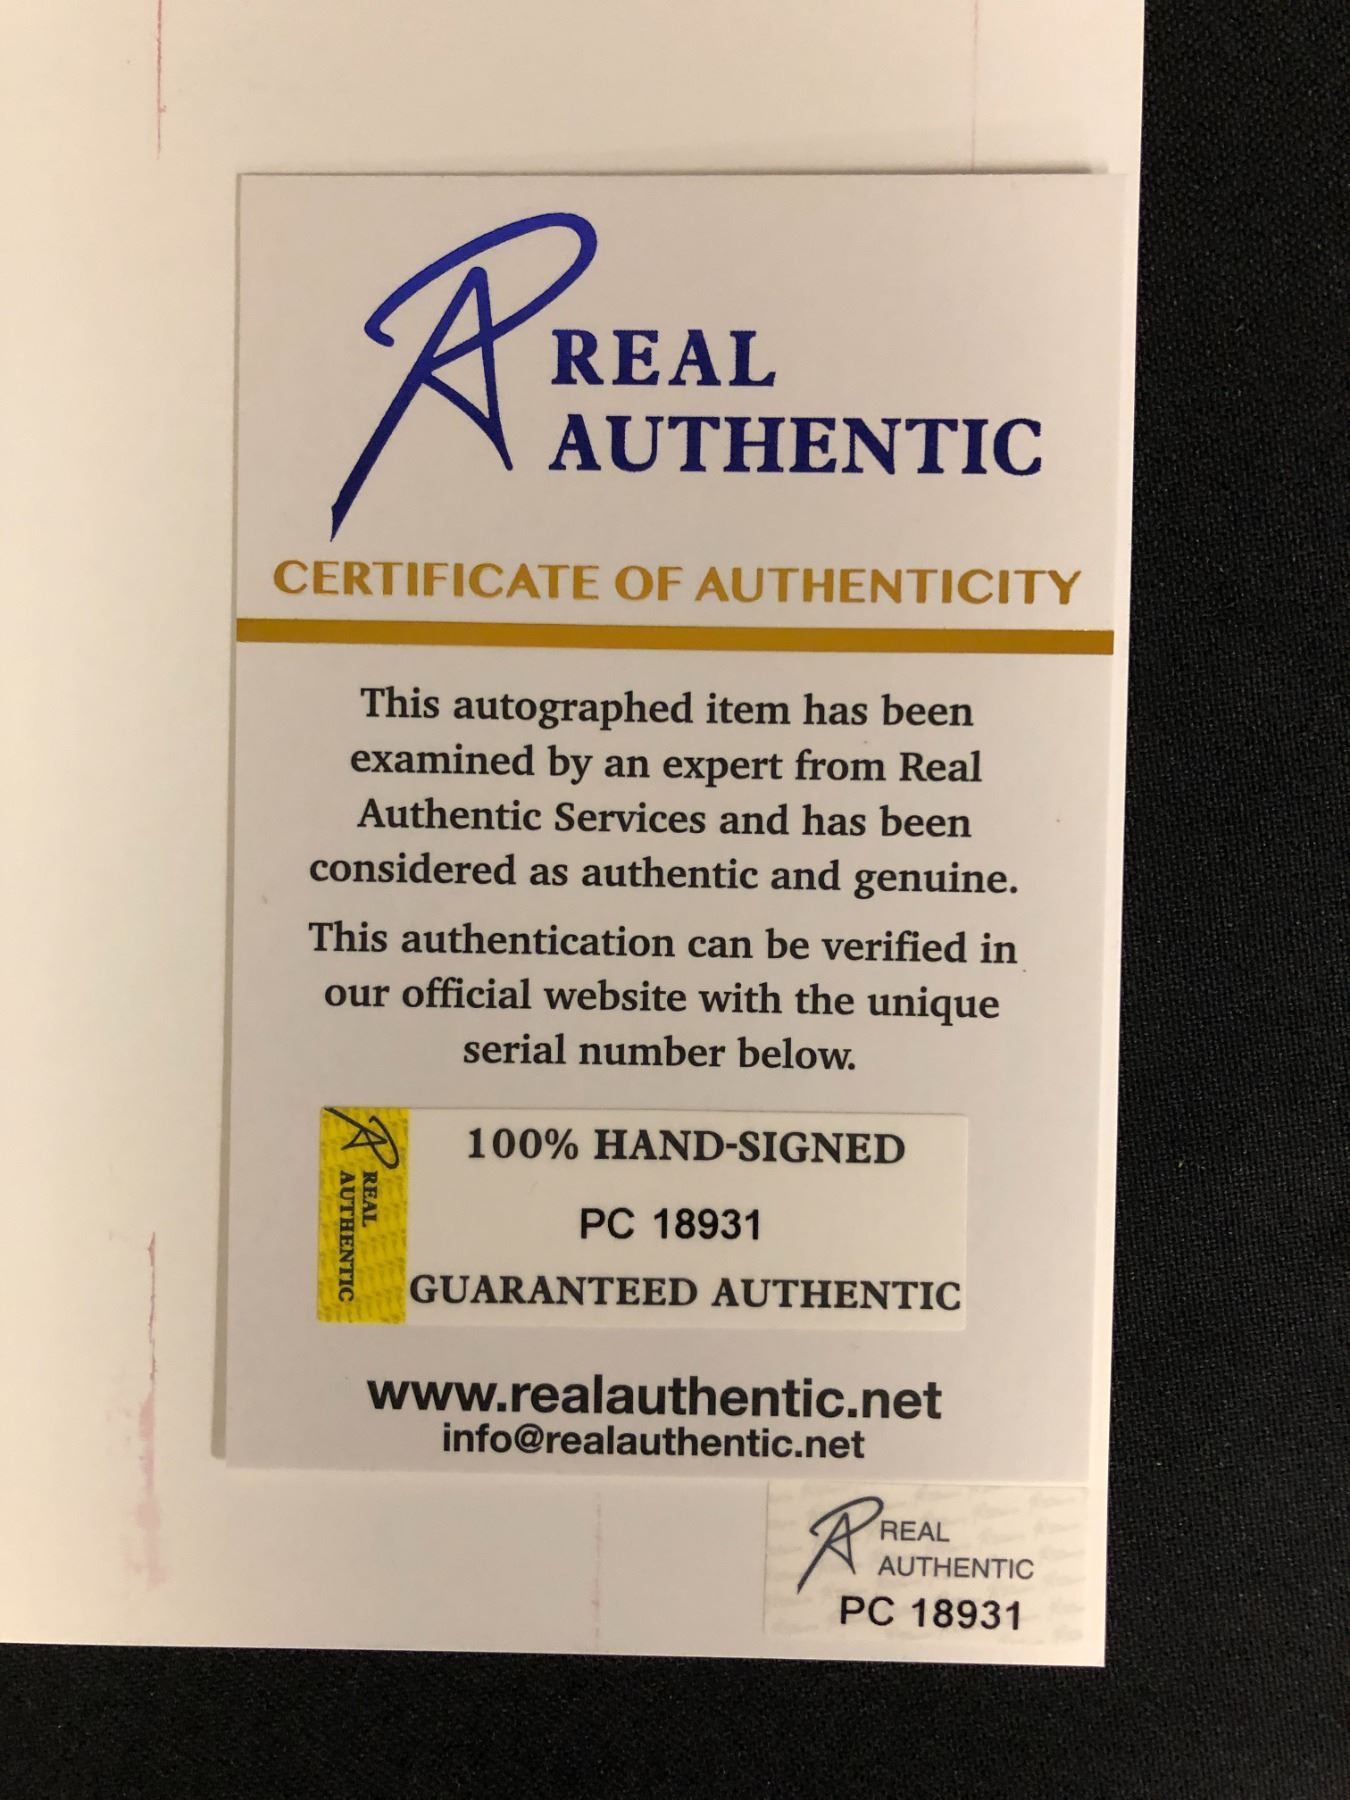 REAL
AUTHENTIC
CERTIFICATE OF AUTHENTICITY
This autographed item has been
examined by an expert from Real
Authentic Services and has been
considered as authentic and genuine.
This authentication can be verified in
our official website with the unique
serial number below.
REAL
AUTHENTIC
100% HAND-SIGNED
PC 18931
GUARANTEED AUTHENTIC
www.realauthentic.net
info@realauthentic.net
REAL
AUTHENTIC
PC 18931